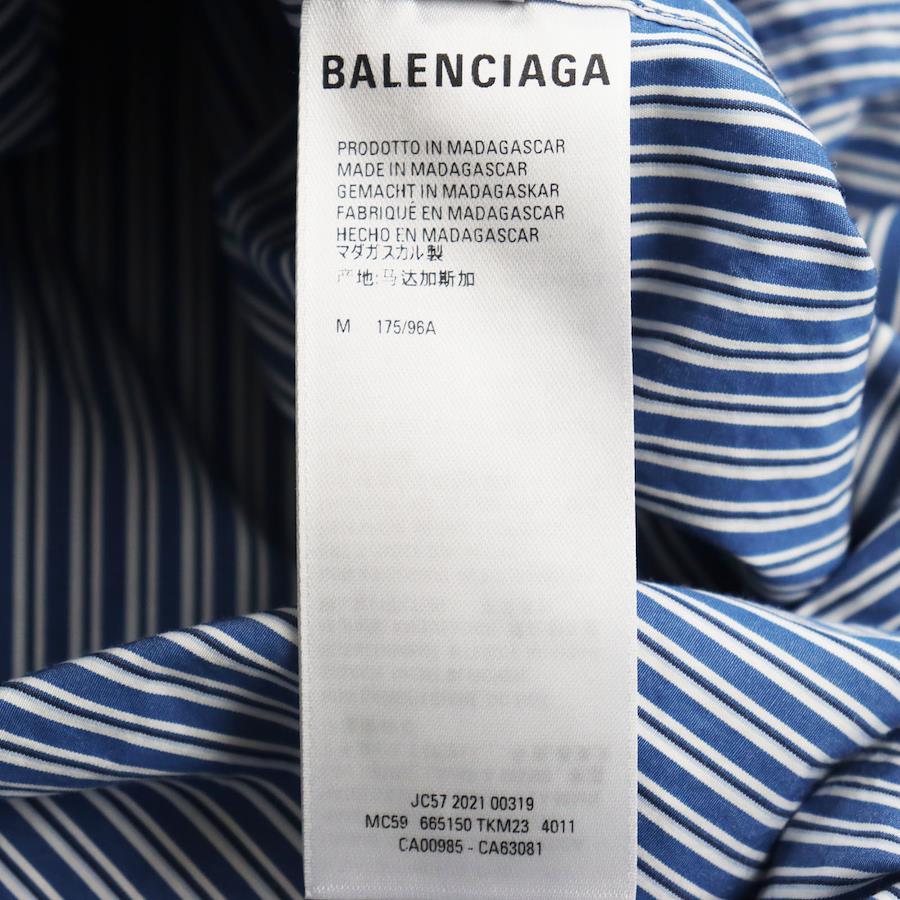 BALENCIAGA
PRODOTTO IN MADAGASCAR
MADE IN MADAGASCAR
GEMACHT IN MADAGASKAR
FABRIQUÉ EN MADAGASCAR
HECHO EN MADAGASCAR
マダガスカル製
产地:马达加斯加
M 175/96A
JC57 2021 00319
MC59 665150 TKM23 4011
CA00985 - CA63081